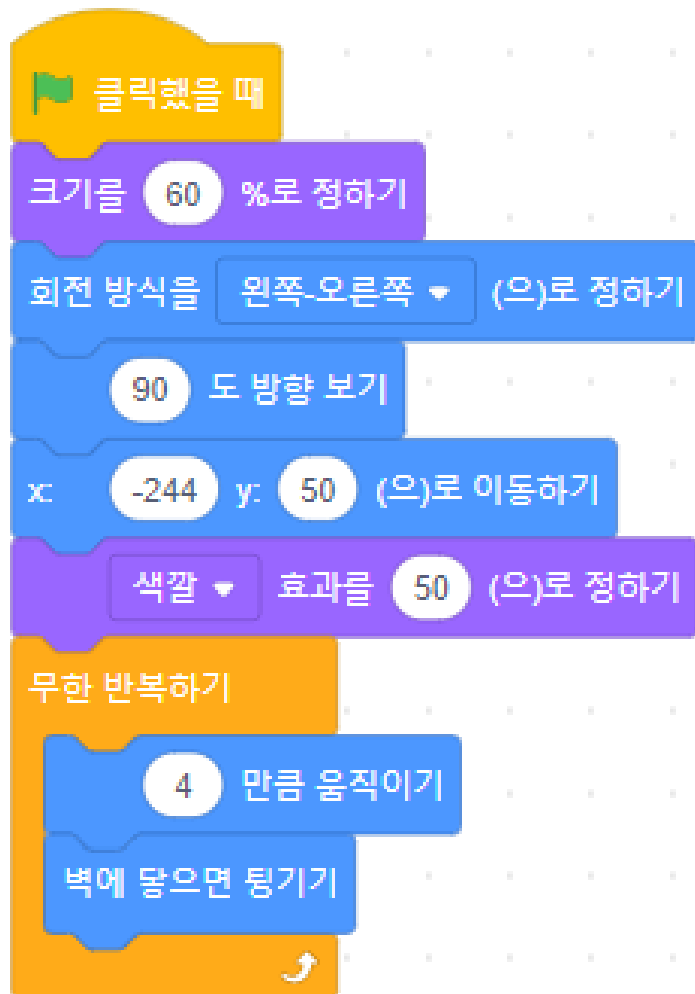 클릭했을 때
크기를 60 %로 정하기
회전 방식을 왼쪽-오른쪽 (으)로 정하기
90 도 방향 보기
x: -244 y: 50 (으)로 이동하기
색깔 효과를 50 (으)로 정하기
무한 반복하기
4 만큼 움직이기
벽에 닿으면 튕기기